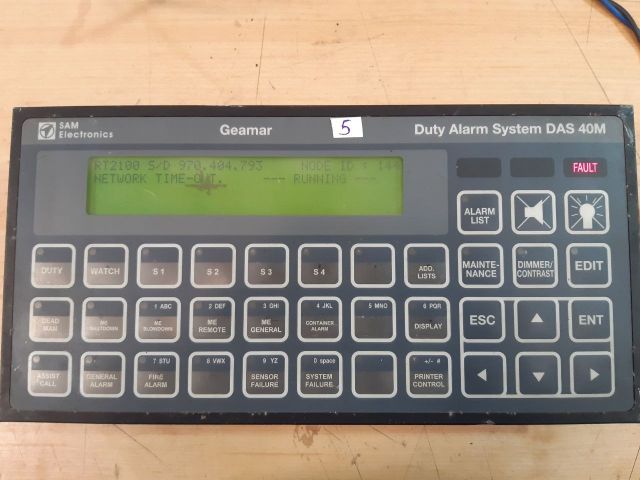 SAM Electronics
Geamar
5
Duty Alarm System DAS 40M
RT2100 S/D 970.404.793 NODE ID = 144
NETWORK TIME-OUT. --- RUNNING ---
FAULT
ALARM LIST
DUTY WATCH S 1 S 2 S 3 S 4 ADD. LISTS MAINTE-NANCE DIMMER/CONTRAST EDIT
DEAD MAN ME SHUTDOWN 1 ABC ME SLOWDOWN 2 DEF ME REMOTE 3 GHI ME GENERAL 4 JKL CONTAINER ALARM 5 MNO 6 PQR DISPLAY ESC ENT
ASSIST CALL GENERAL ALARM 7 STU FIRE ALARM 8 VWX 9 YZ SENSOR FAILURE 0 space SYSTEM FAILURE +/- # PRINTER CONTROL